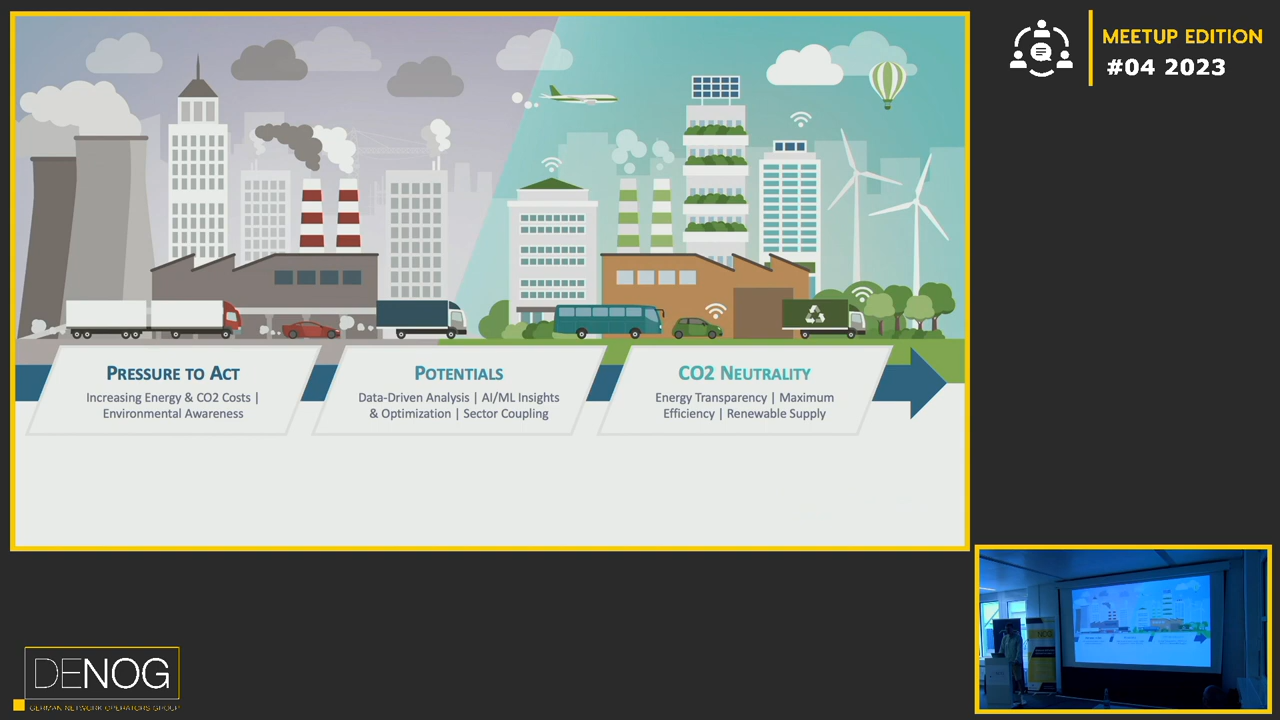 MEETUP EDITION
#04 2023
PRESSURE TO ACT
Increasing Energy & CO2 Costs |
Environmental Awareness
POTENTIALS
Data-Driven Analysis | AI/ML Insights
& Optimization | Sector Coupling
CO2 NEUTRALITY
Energy Transparency | Maximum
Efficiency | Renewable Supply
DENOG
GERMAN NETWORK OPERATORS GROUP